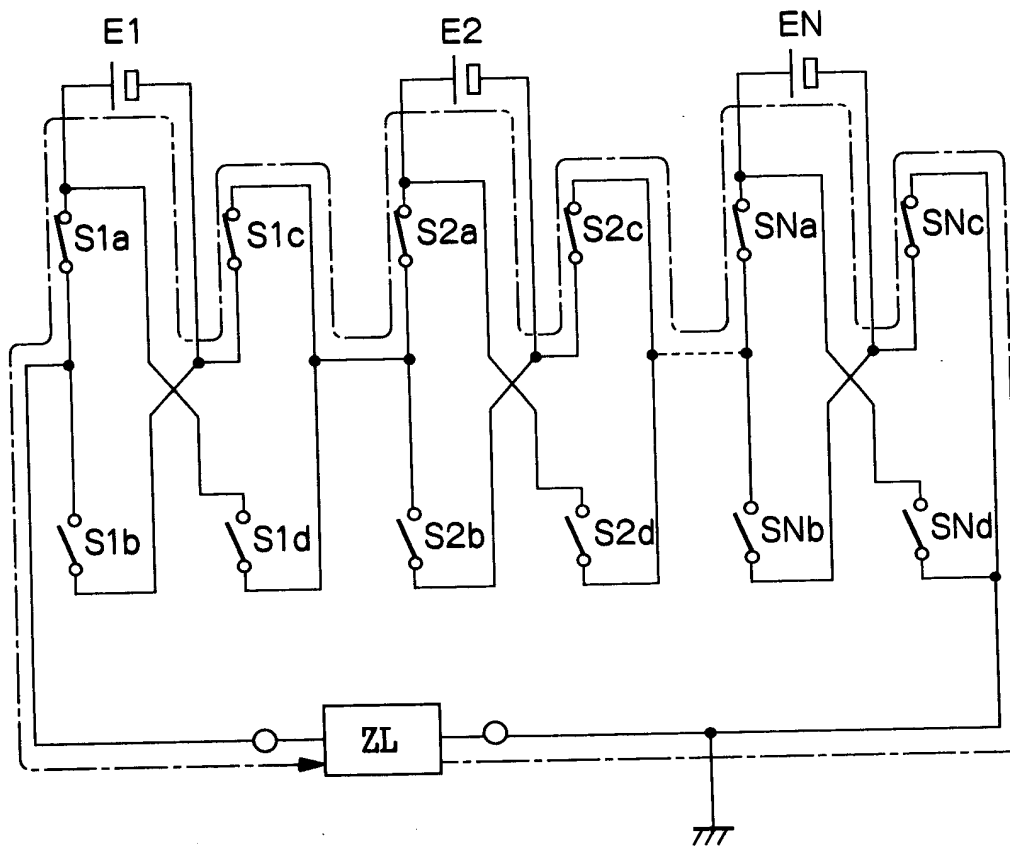 E1 E2 EN
S1a S1c S2a S2c SNa SNc
S1b S1d S2b S2d SNb SNd
ZL